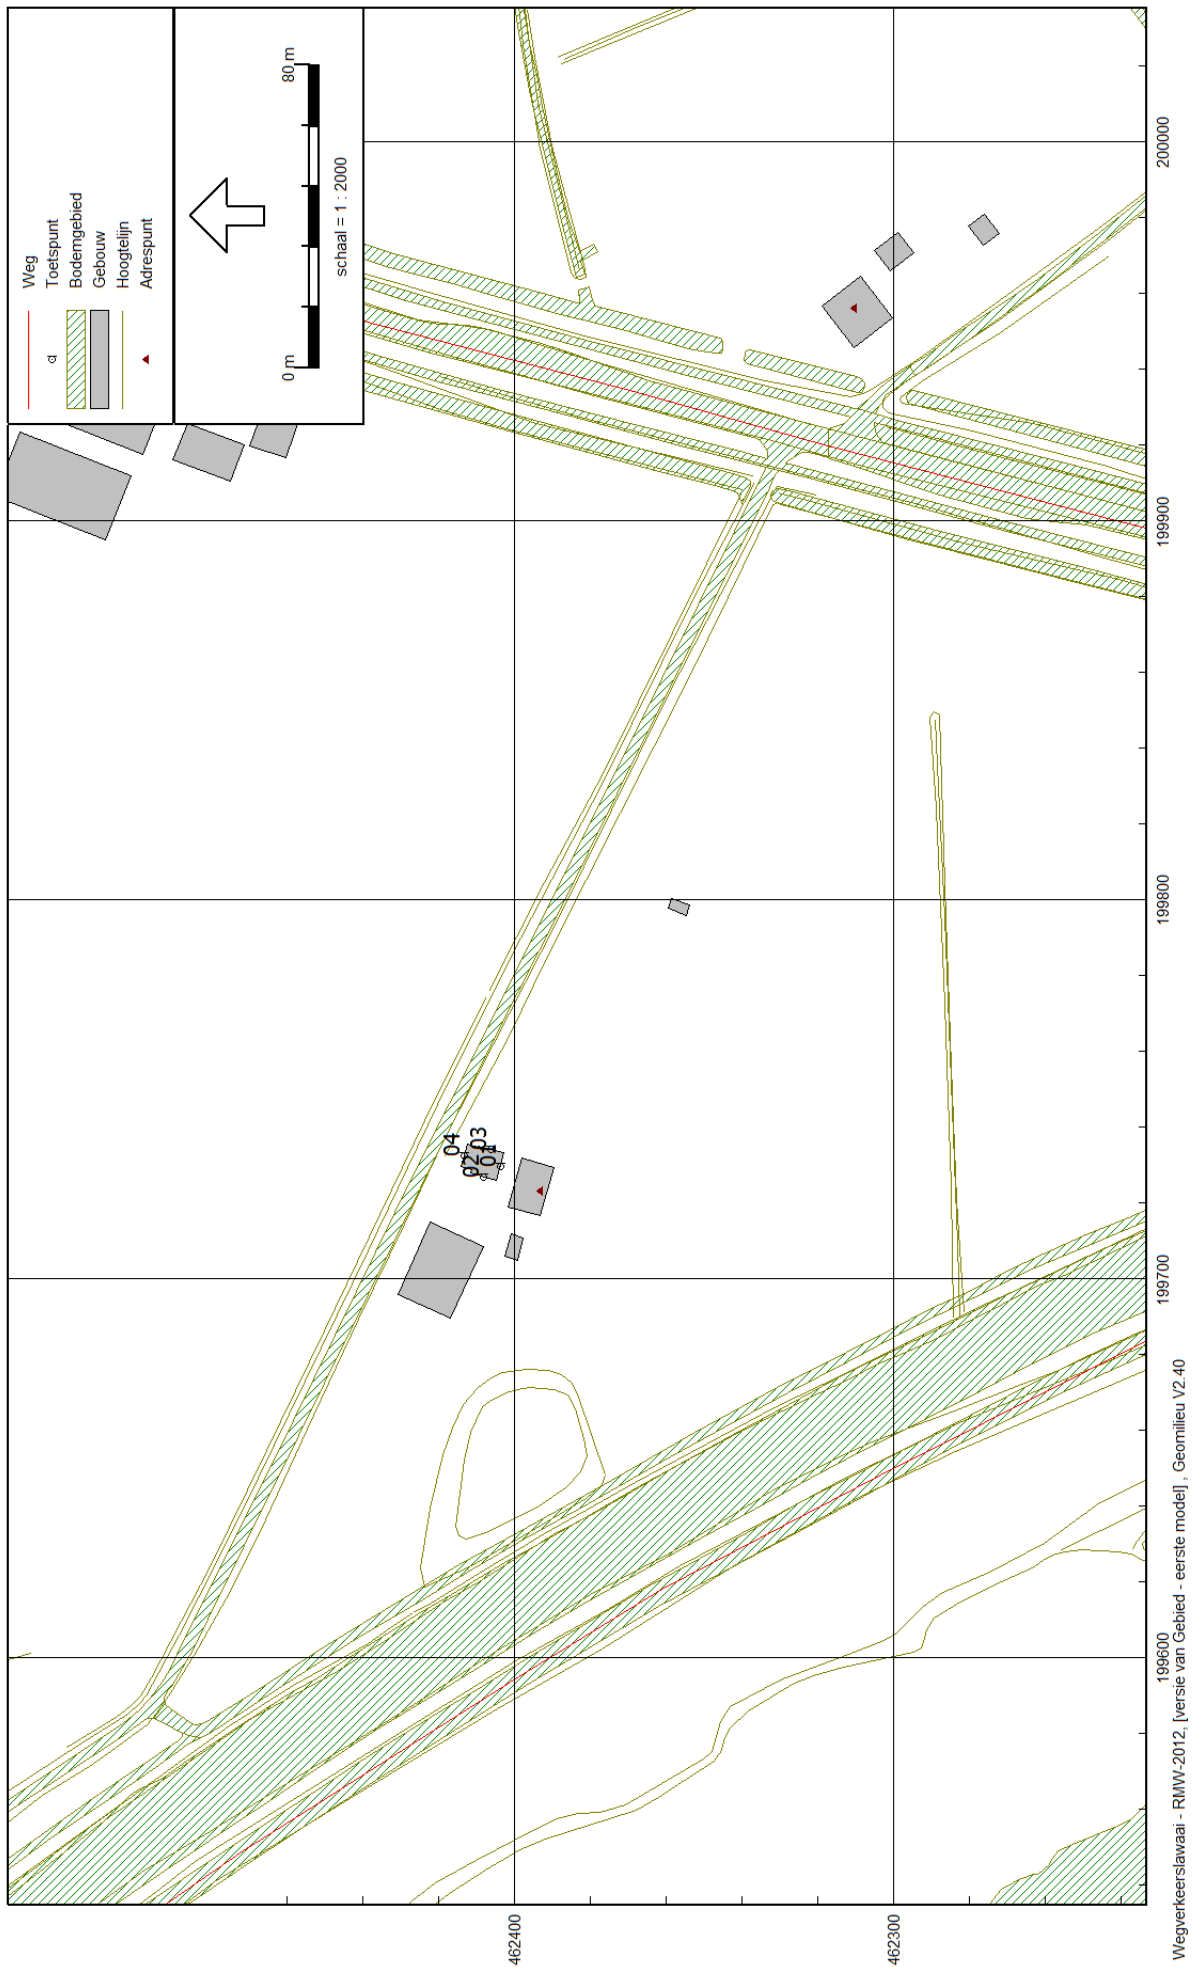 Weg
Toetspunt
Bodemgebied
Gebouw
Hoogtelijn
Adrespunt
0 m
80 m
schaal = 1 : 2000
04
03
02
01
462400
462300
199600
199700
199800
199900
200000
Wegverkeerslawaai - RMW-2012, [versie van Gebied - eerste model] , Geomilieu V2.40